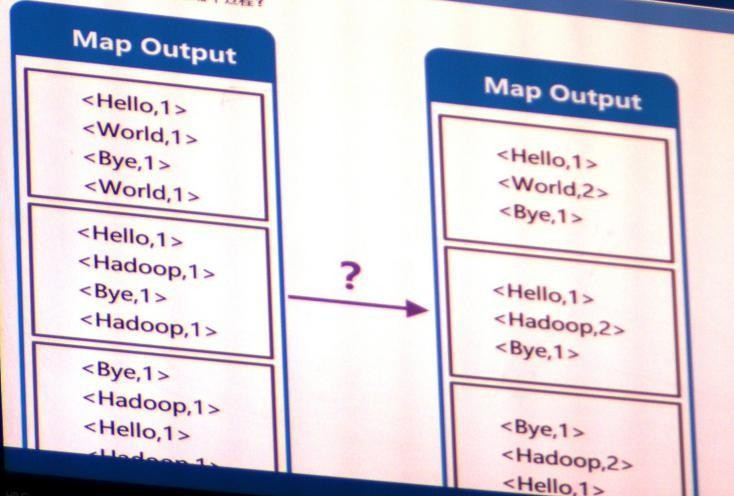 Map Output
<Hello,1>
<World,1>
<Bye,1>
<World,1>
<Hello,1>
<Hadoop,1>
<Bye,1>
<Hadoop,1>
<Bye,1>
<Hadoop,1>
<Hello,1>
<Hadoop,1>
?
Map Output
<Hello,1>
<World,2>
<Bye,1>
<Hello,1>
<Hadoop,2>
<Bye,1>
<Bye,1>
<Hadoop,2>
<Hello,1>